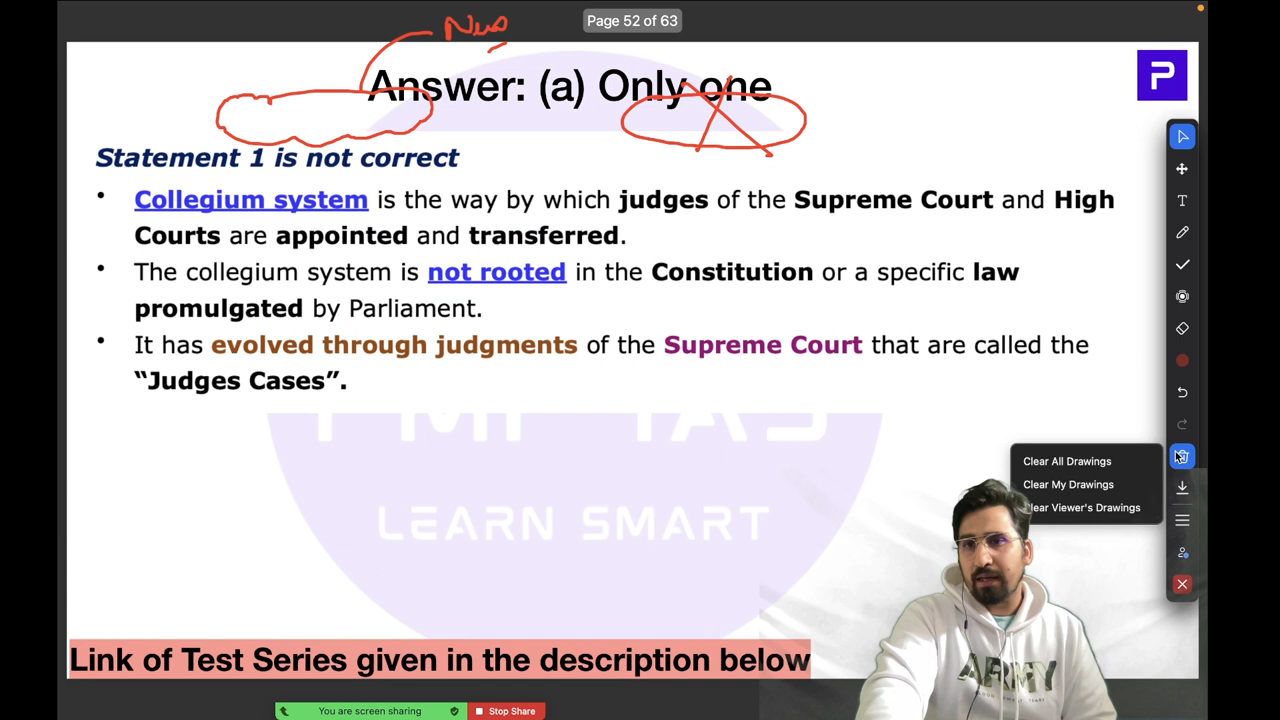 Page 52 of 63
Answer: (a) Only one
Statement 1 is not correct
• Collegium system is the way by which judges of the Supreme Court and High
Courts are appointed and transferred.
• The collegium system is not rooted in the Constitution or a specific law
promulgated by Parliament.
• It has evolved through judgments of the Supreme Court that are called the
“Judges Cases”.
LEARN SMART
Clear All Drawings
Clear My Drawings
Viewer's Drawings
ARMY
Link of Test Series given in the description below
You are screen sharing
Stop Share